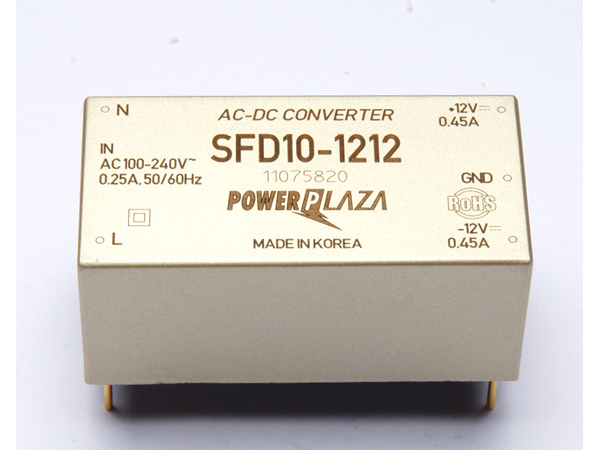 N
AC-DC CONVERTER
+12V⎓
0.45A
IN
AC100-240V~
0.25A,50/60Hz
SFD10-1212
11075820
POWERPLAZA
GND
RoHS
L
MADE IN KOREA
-12V⎓
0.45A